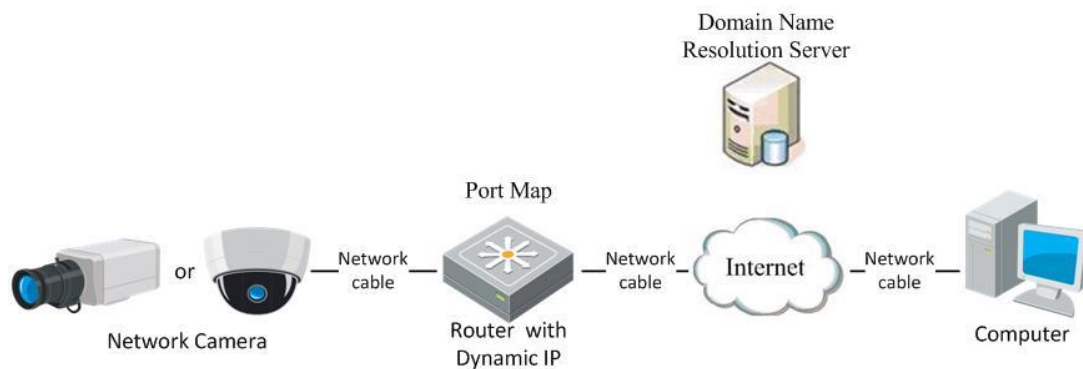 Domain Name
Resolution Server
Port Map
or
Network
cable
Network
cable
Internet
Network
cable
Network Camera
Router with
Dynamic IP
Computer